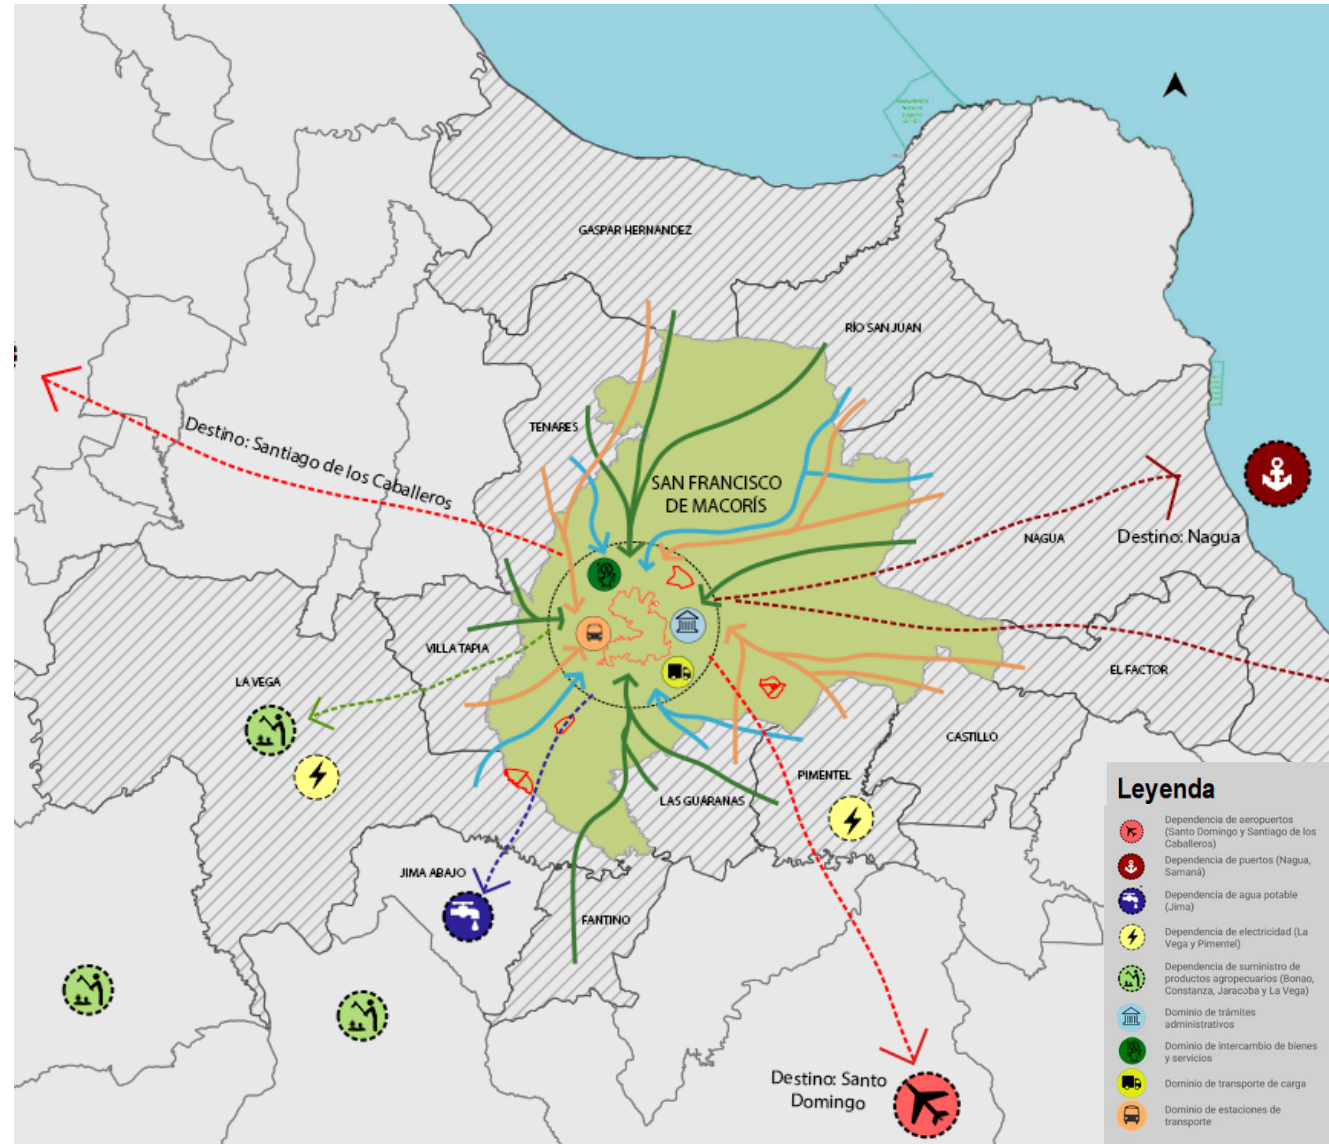 GASPAR HERNANDEZ
RÍO SAN JUAN
TENARES
Destino: Santiago de los Caballeros
SAN FRANCISCO
DE MACORÍS
NAGUA
Destino: Nagua
VILLA TAPIA
LA VEGA
EL FACTOR
CASTILLO
PIMENTEL
LAS GUÁRANAS
JIMA ABAJO
FANTINO
Destino: Santo
Domingo
Leyenda
Dependencia de aeropuertos
(Santo Domingo y Santiago de los
Caballeros)
Dependencia de puertos (Nagua,
Samaná)
Dependencia de agua potable
(Jima)
Dependencia de electricidad (La
Vega y Pimentel)
Dependencia de suministro de
productos agropecuarios (Bonao,
Constanza, Jaracoba y La Vega)
Dominio de trámites
administrativos
Dominio de intercambio de bienes
y servicios
Dominio de transporte de carga
Dominio de estaciones de
transporte